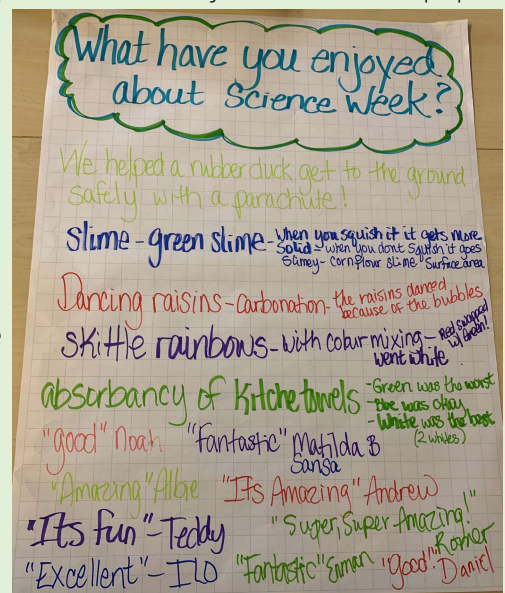 What have you enjoyed
about Science Week?
We helped a rubber duck get to the ground
safely with a parachute!
Slime - green slime - When you squish it it gets more
Solid - when you dont squish it goes
Slimey - cornflour slime Surface area
Dancing raisins - Carbonation - the raisins danced
because of the bubbles
Skittle rainbows - with colour mixing - Red swapped
w/ Green!
went white
absorbancy of kitche towels - Green was the worst
- Blue was okay
- White was the best
(2 whites)
"good" Noah "fantastic" Matilda B
Sansa
"Amazing" Albie "Its Amazing" Andrew
"Its fun" - Teddy "Super, Super Amazing!"
"Excellent" - ILO "Fantastic" "good"
Daniel